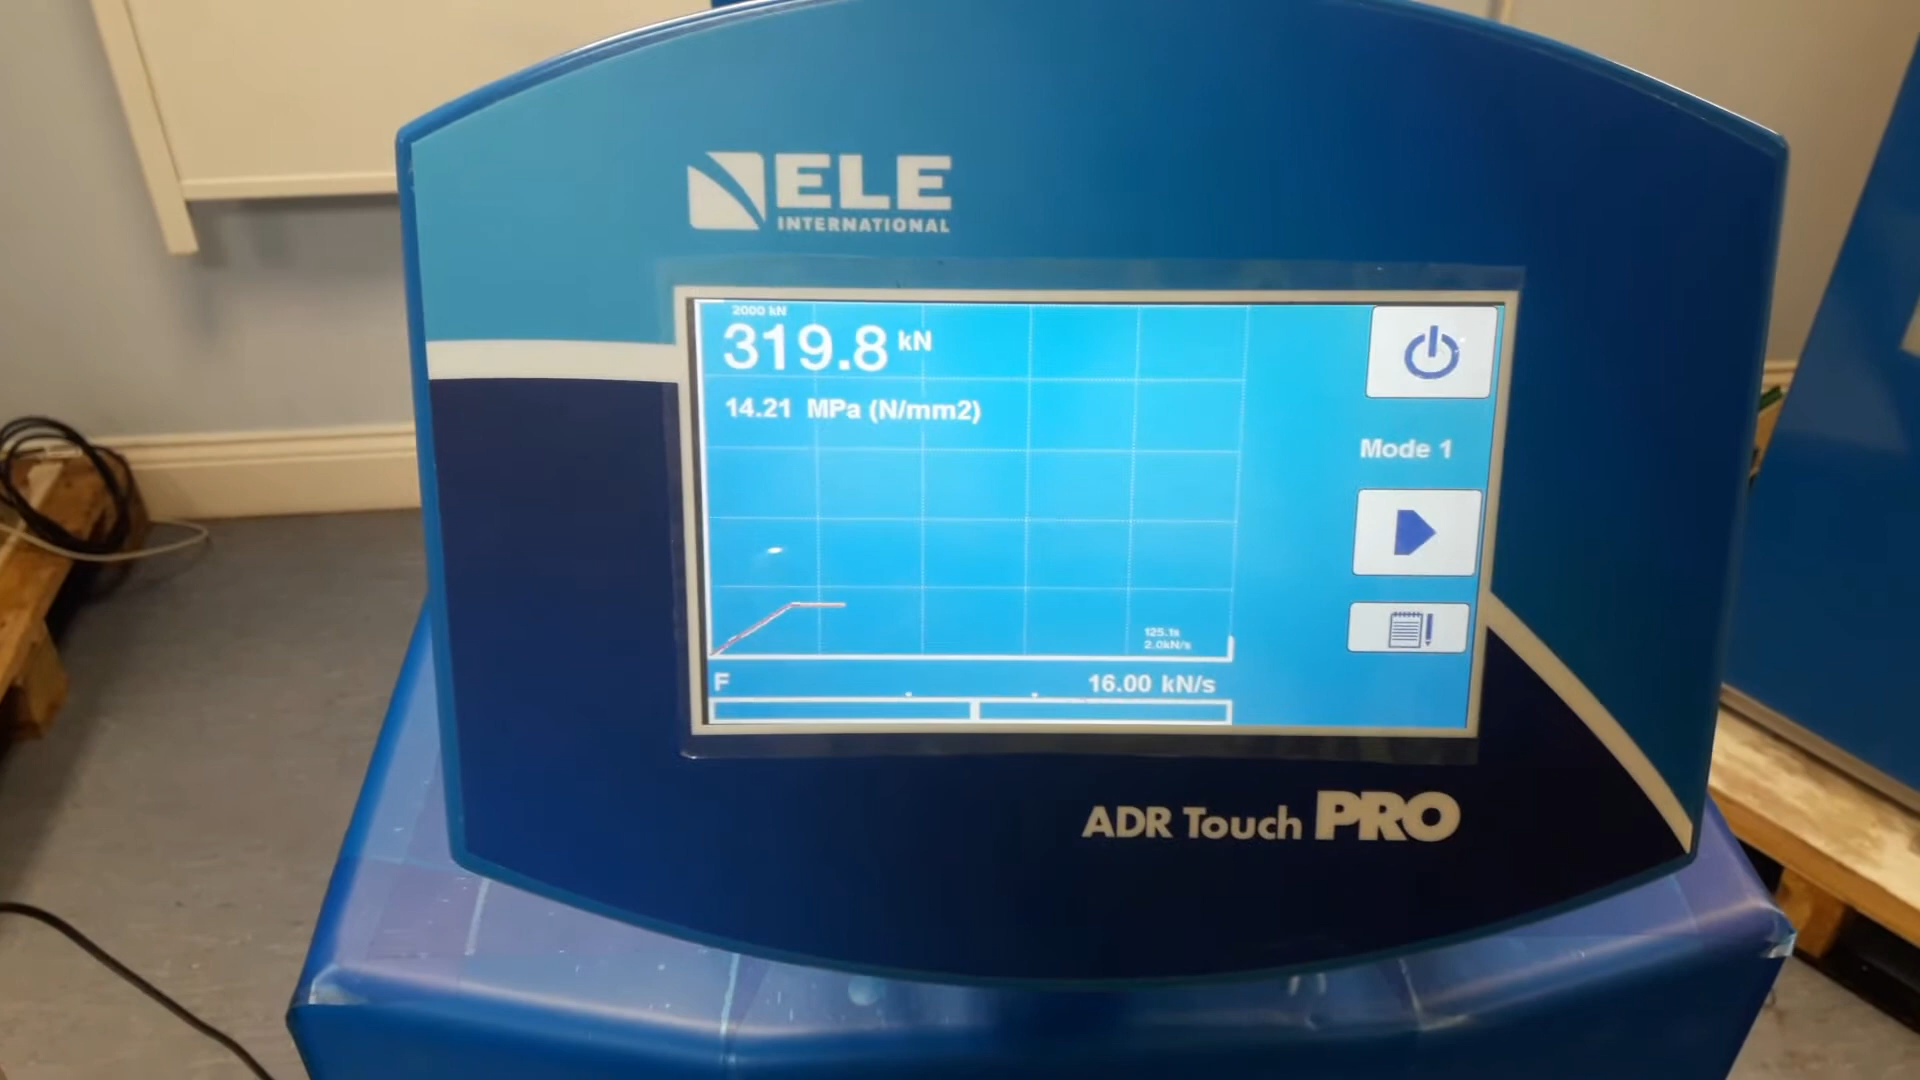 ELE
INTERNATIONAL
2000 kN
319.8 kN
14.21 MPa (N/mm2)
Mode 1
125.1s
2.0kN/s
F 16.00 kN/s
ADR Touch PRO